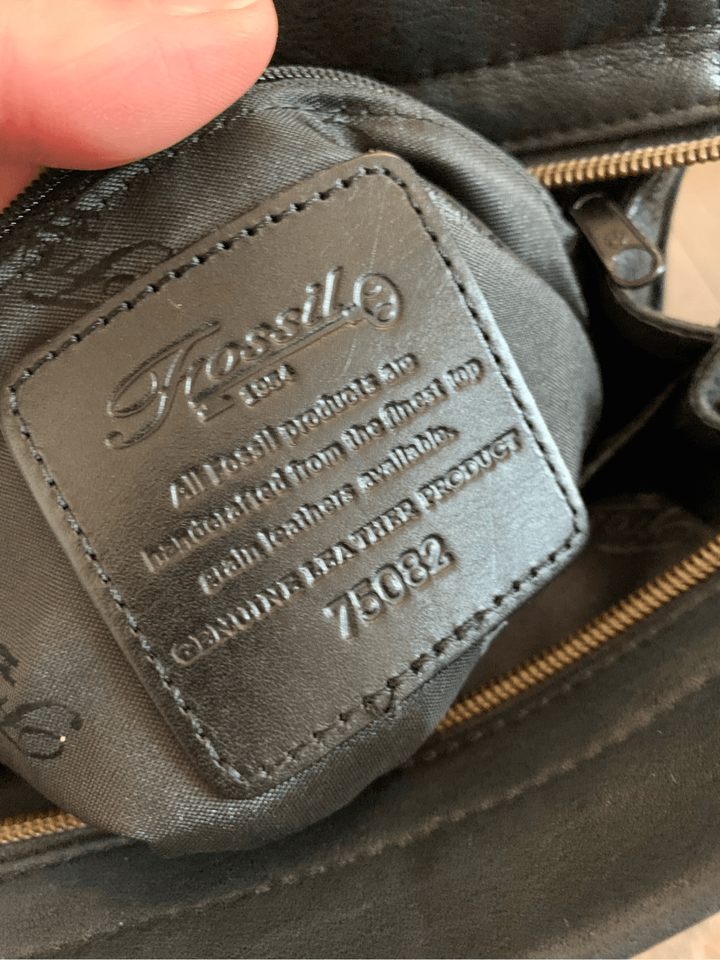 Fossil
1954
All Fossil products are
handcrafted from the finest top
grain leathers available.
GENUINE LEATHER PRODUCT
75082